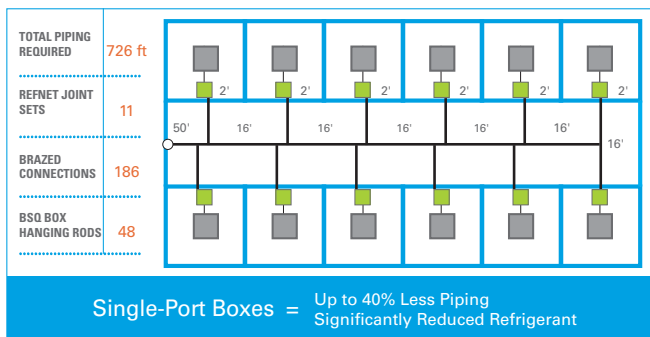 TOTAL PIPING
REQUIRED
726 ft
REFNET JOINT
SETS
11
BRAZED
CONNECTIONS
186
BSQ BOX
HANGING RODS
48
2' 2' 2' 2' 2' 2'
50' 16' 16' 16' 16' 16'
16'
Single-Port Boxes = Up to 40% Less Piping
Significantly Reduced Refrigerant